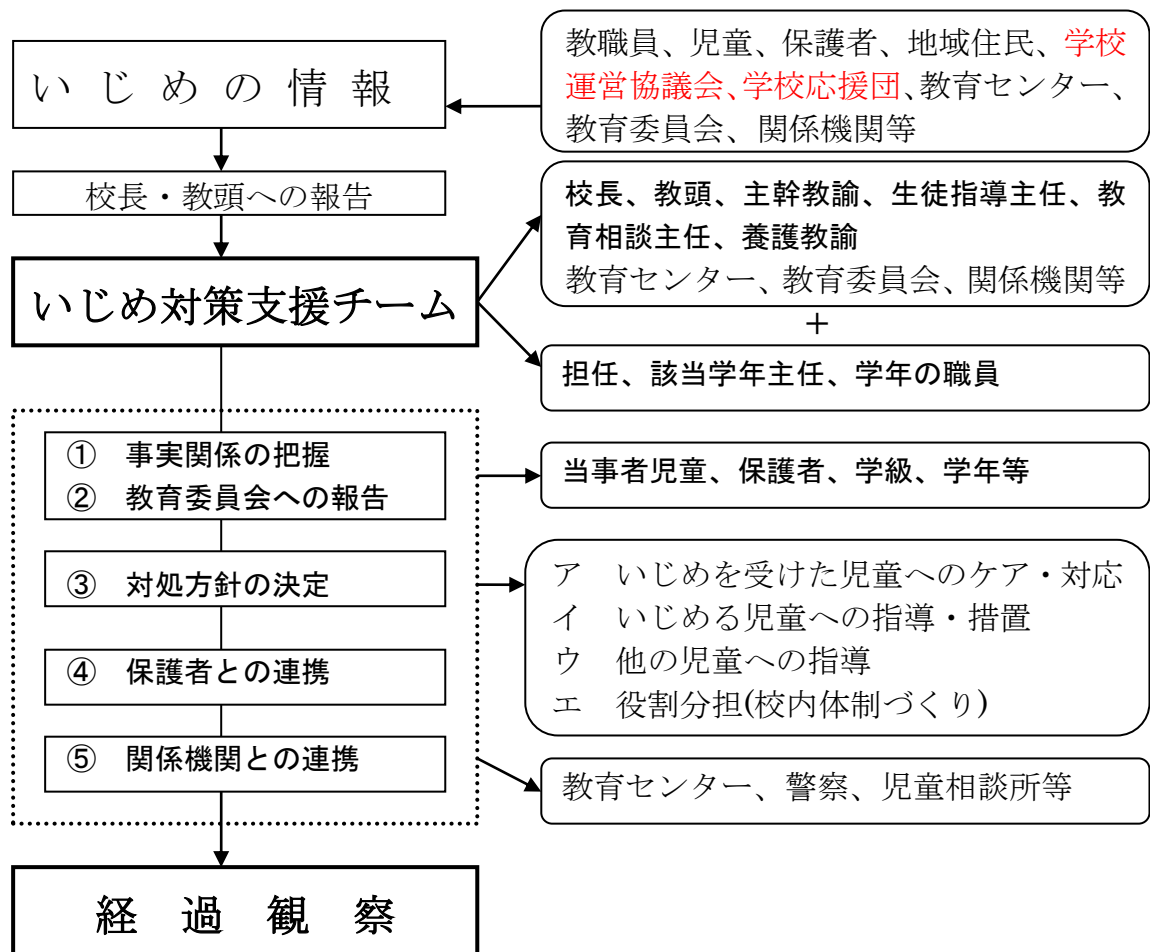 いじめの情報
教職員、児童、保護者、地域住民、学校
運営協議会、学校応援団、教育センター、
教育委員会、関係機関等
校長・教頭への報告
いじめ対策支援チーム
校長、教頭、主幹教諭、生徒指導主任、教
育相談主任、養護教諭
教育センター、教育委員会、関係機関等
＋
担任、該当学年主任、学年の職員
① 事実関係の把握
② 教育委員会への報告
当事者児童、保護者、学級、学年等
③ 対処方針の決定
ア いじめを受けた児童へのケア・対応
イ いじめる児童への指導・措置
ウ 他の児童への指導
エ 役割分担(校内体制づくり)
④ 保護者との連携
⑤ 関係機関との連携
教育センター、警察、児童相談所等
経過観察